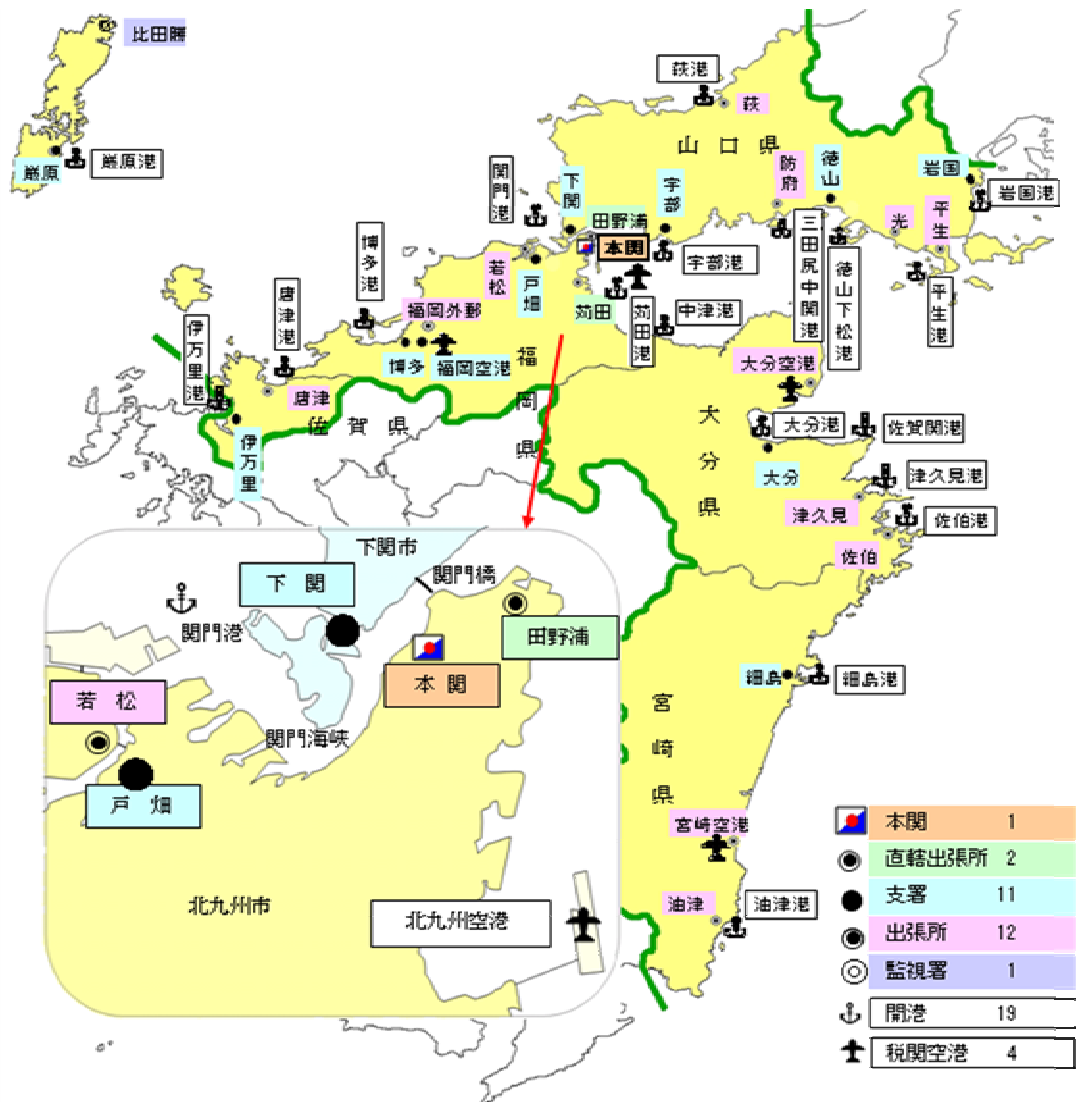 比田勝
厳原
厳原港
萩港
萩
山口県
関門港
下関
宇部
防府
徳山
岩国
岩国港
田野浦
本関
宇部港
三田尻中関港
徳山下松港
光
平生
平生港
博多港
若松
戸畑
苅田
苅田港
中津港
唐津港
福岡外郵
伊万里港
博多
福岡空港
福岡県
大分空港
唐津
佐賀県
伊万里
大分県
大分港
佐賀関港
大分
津久見港
津久見
佐伯港
佐伯
下関市
下関
関門橋
関門港
田野浦
本関
若松
関門海峡
戸畑
北九州市
北九州空港
細島
細島港
宮崎県
宮崎空港
油津
油津港
本関 1
直轄出張所 2
支署 11
出張所 12
監視署 1
開港 19
税関空港 4